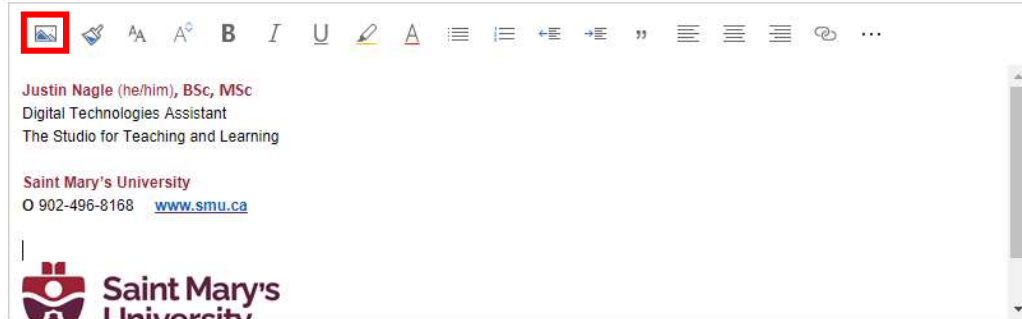 Justin Nagle (he/him), BSc, MSc
Digital Technologies Assistant
The Studio for Teaching and Learning
Saint Mary's University
O 902-496-8168 www.smu.ca
Saint Mary's
University